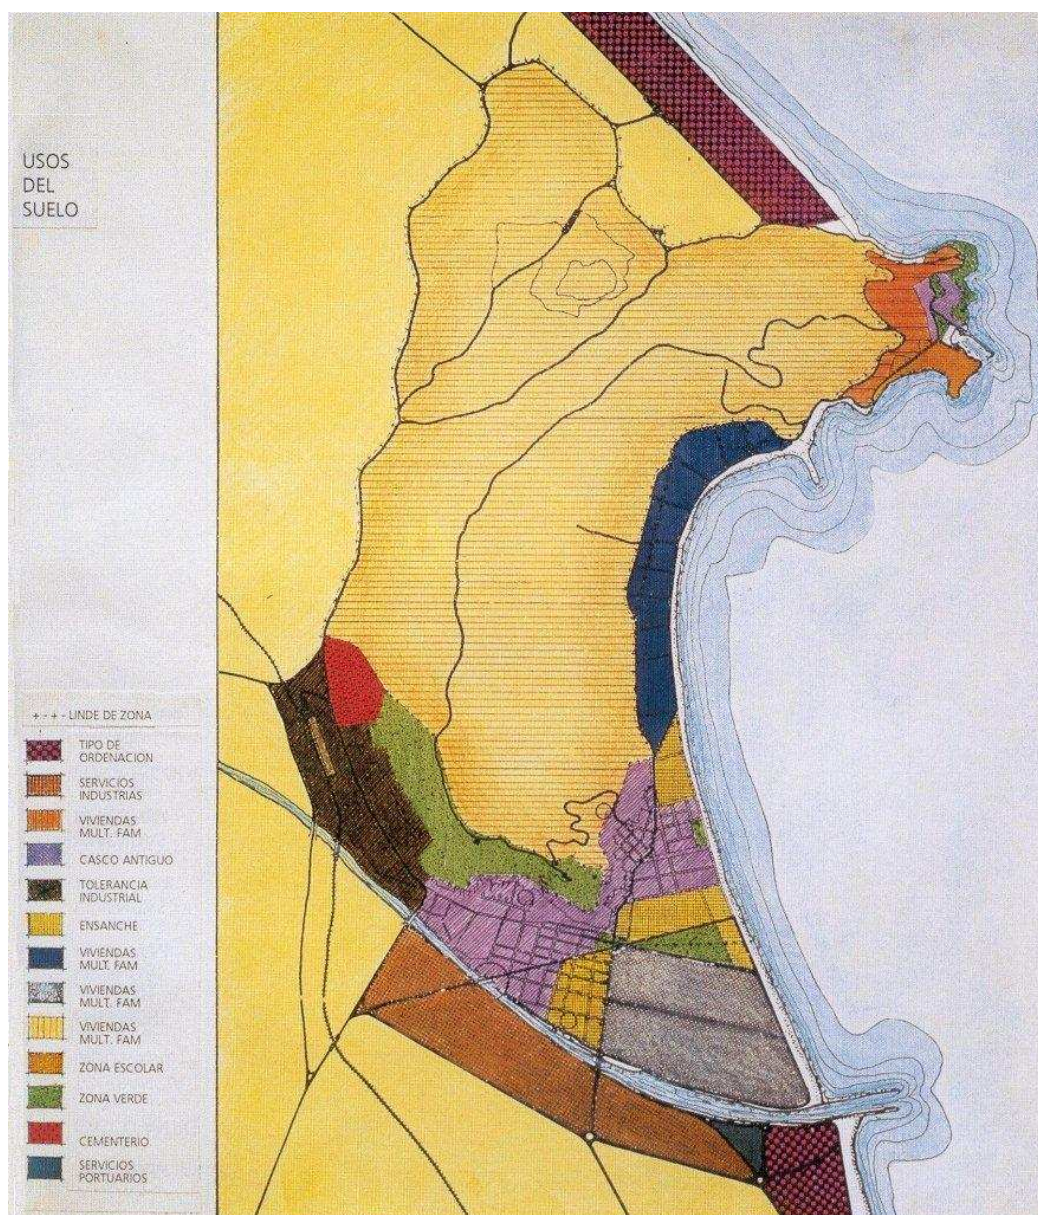 USOS
DEL
SUELO
+ - + - LINDE DE ZONA
TIPO DE
ORDENACION
SERVICIOS
INDUSTRIAS
VIVIENDAS
MULT. FAM
CASCO ANTIGUO
TOLERANCIA
INDUSTRIAL
ENSANCHE
VIVIENDAS
MULT. FAM
VIVIENDAS
MULT. FAM
VIVIENDAS
MULT. FAM
ZONA ESCOLAR
ZONA VERDE
CEMENTERIO
SERVICIOS
PORTUARIOS